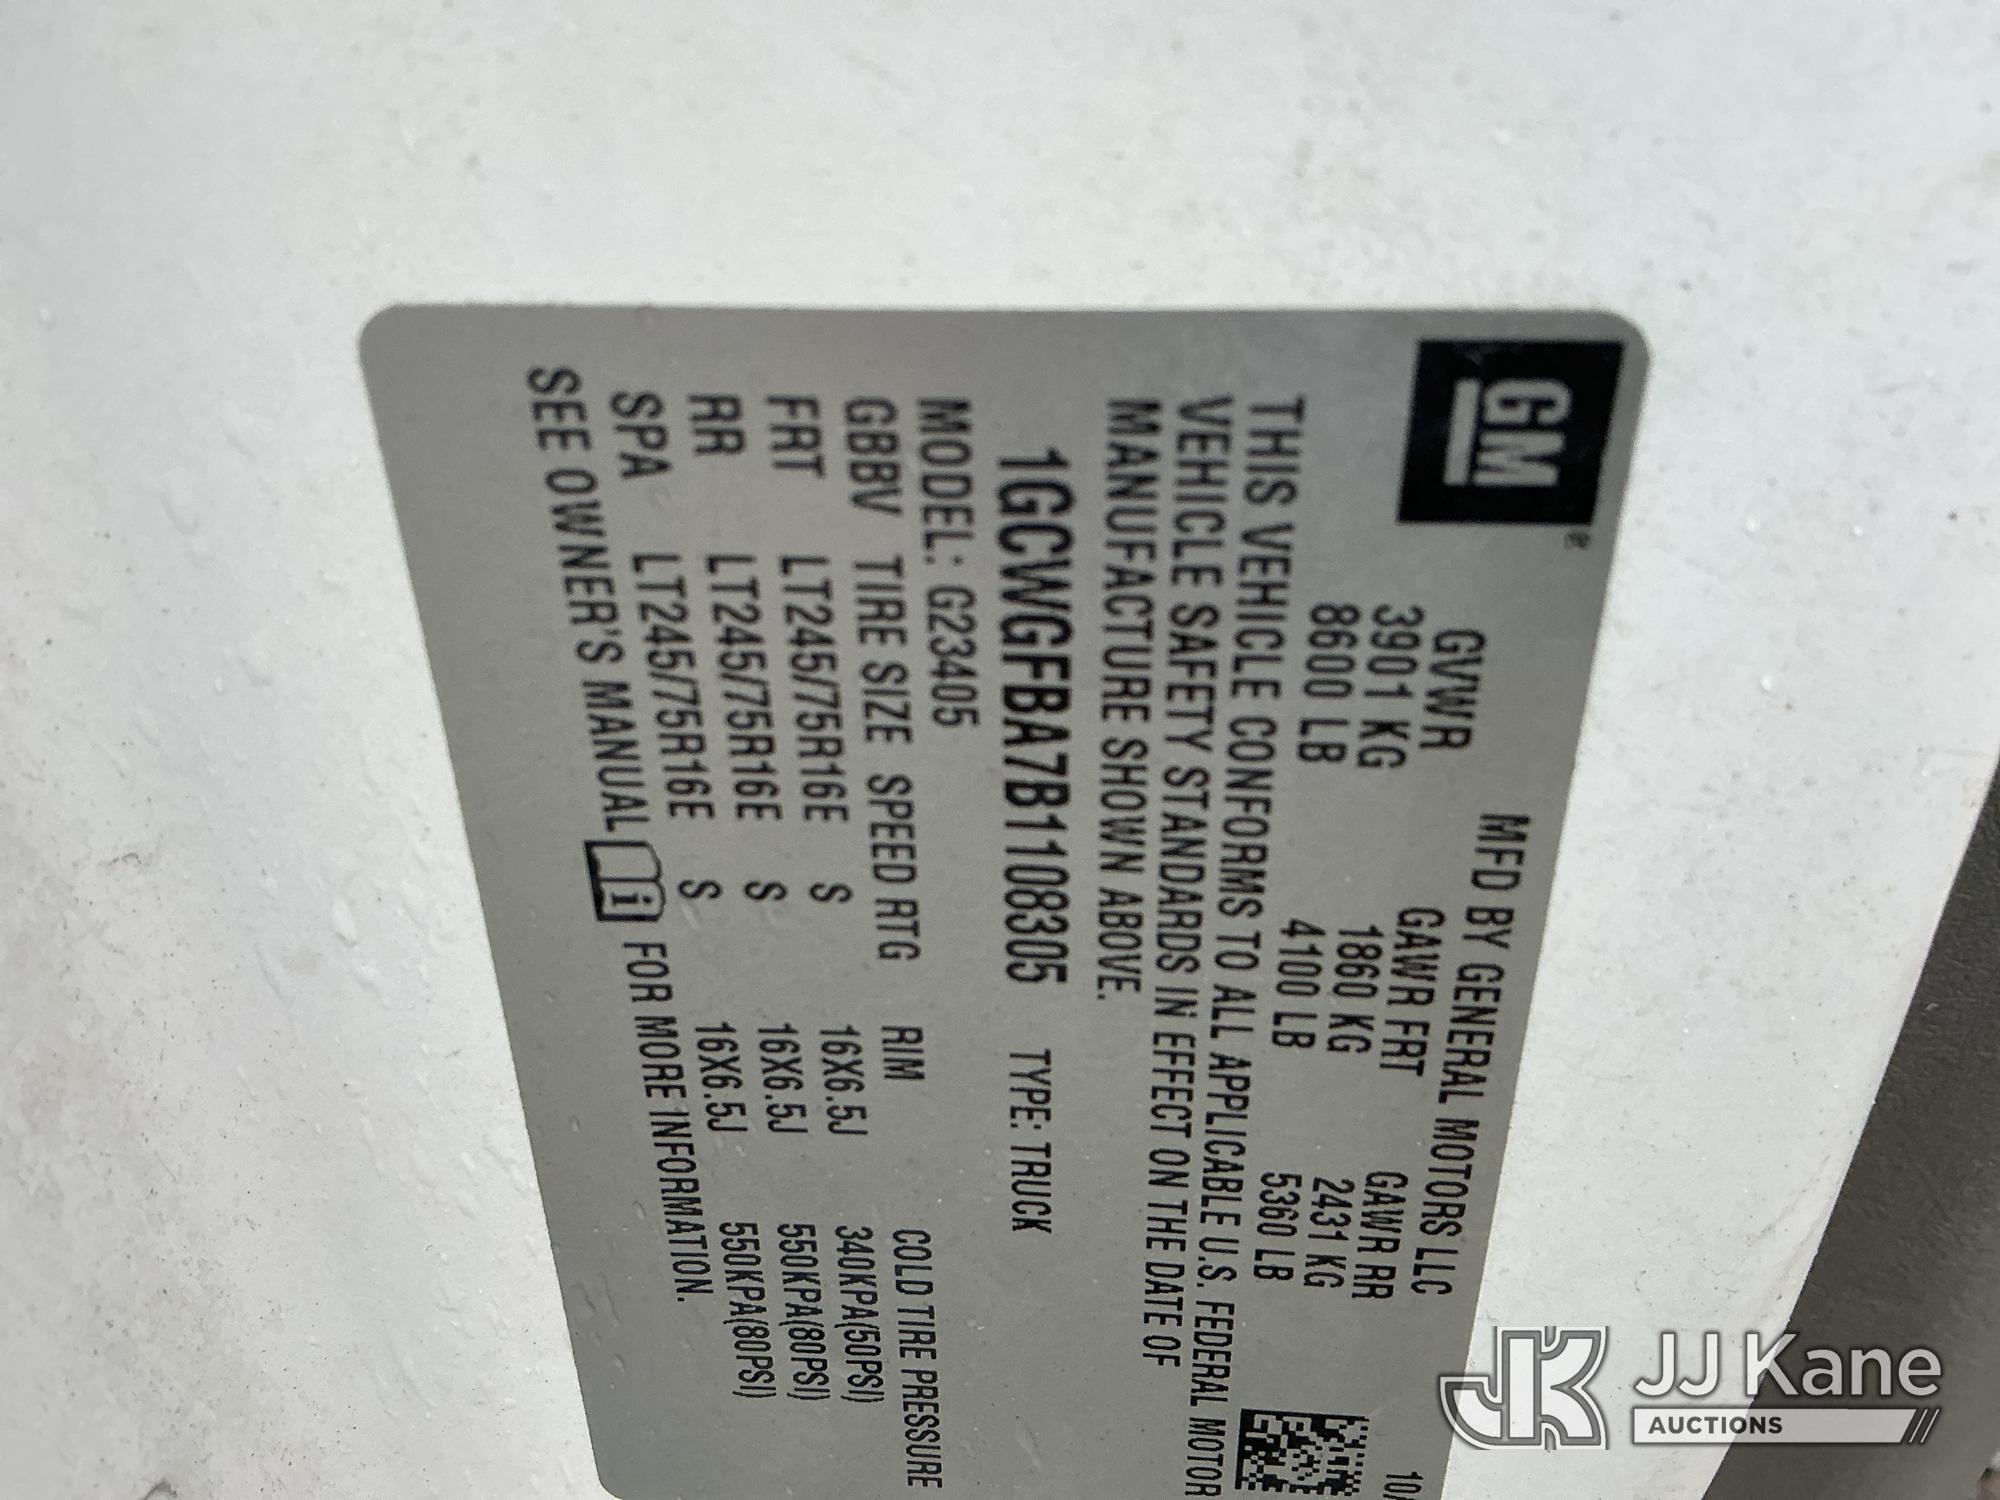 GM
MFD BY GENERAL MOTORS LLC 10/
GVWR GAWR FRT GAWR RR
3901 KG 1860 KG 2431 KG
8600 LB 4100 LB 5360 LB
THIS VEHICLE CONFORMS TO ALL APPLICABLE U.S. FEDERAL MOTOR
VEHICLE SAFETY STANDARDS IN EFFECT ON THE DATE OF
MANUFACTURE SHOWN ABOVE.
1GCWGFBA7B1108305 TYPE: TRUCK
MODEL: G23405
GBBV TIRE SIZE SPEED RTG RIM COLD TIRE PRESSURE
FRT LT245/75R16E S 16X6.5J 340KPA(50PSI)
RR LT245/75R16E S 16X6.5J 550KPA(80PSI)
SPA LT245/75R16E S 16X6.5J 550KPA(80PSI)
SEE OWNER'S MANUAL i FOR MORE INFORMATION.
JK JJ Kane
AUCTIONS